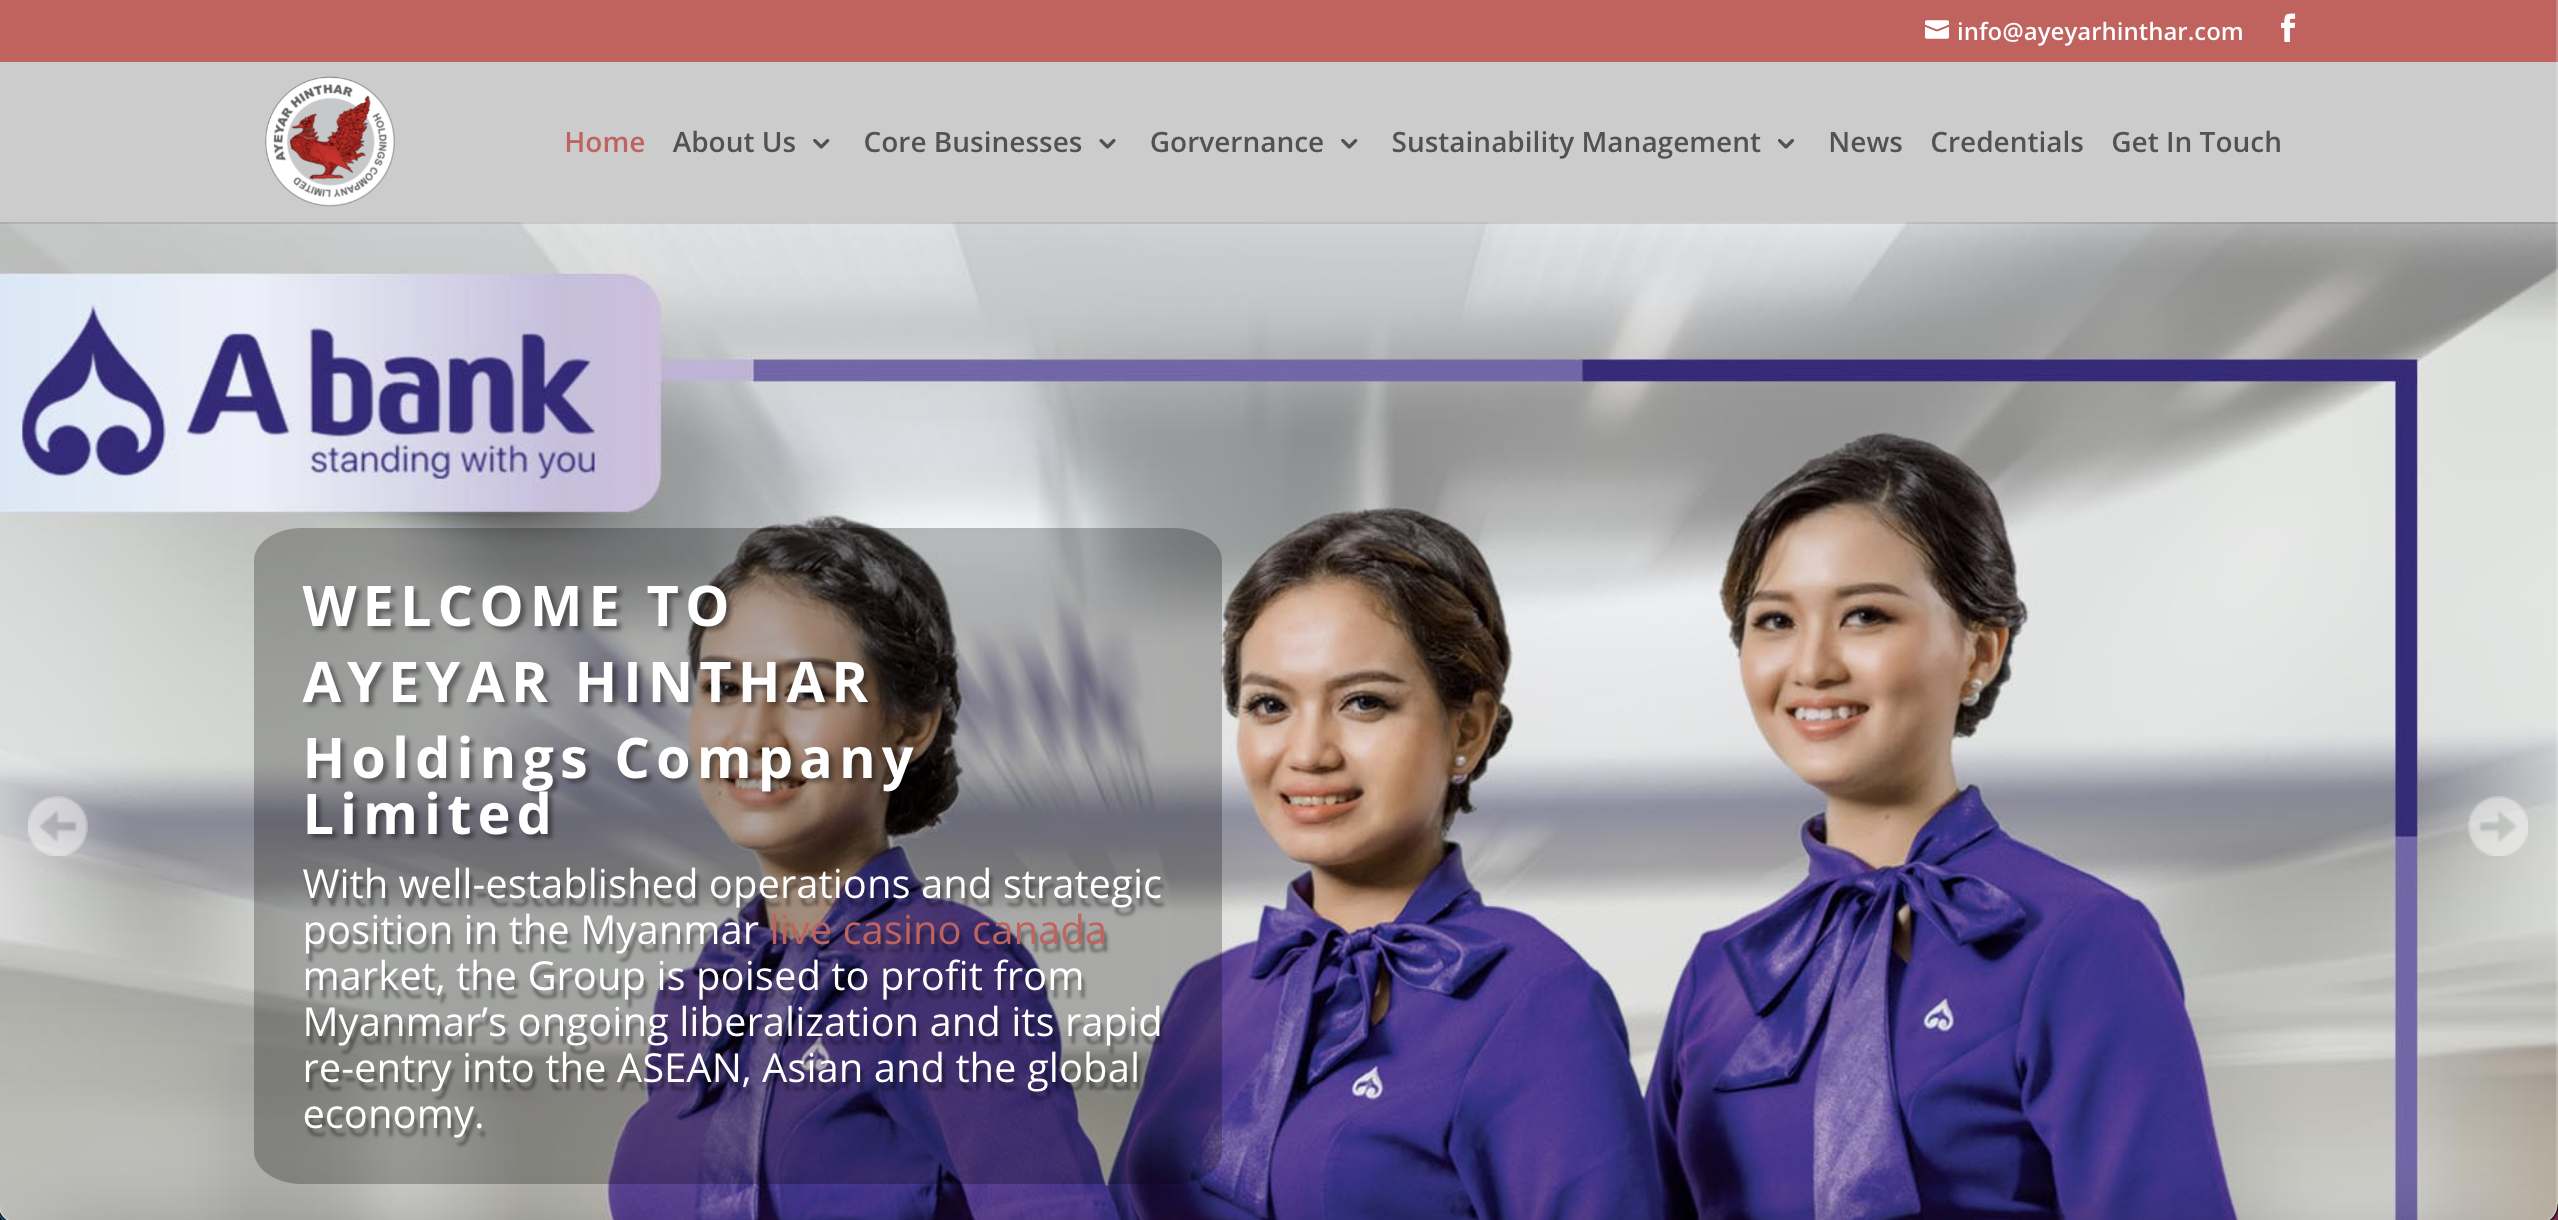 info@ayeyarhinthar.com
AYEYAR HINTHAR
HOLDINGS COMPANY LIMITED
Home About Us Core Businesses Gorvernance Sustainability Management News Credentials Get In Touch
A bank
standing with you
WELCOME TO
AYEYAR HINTHAR
Holdings Company
Limited
With well-established operations and strategic
position in the Myanmar live casino canada
market, the Group is poised to profit from
Myanmar’s ongoing liberalization and its rapid
re-entry into the ASEAN, Asian and the global
economy.